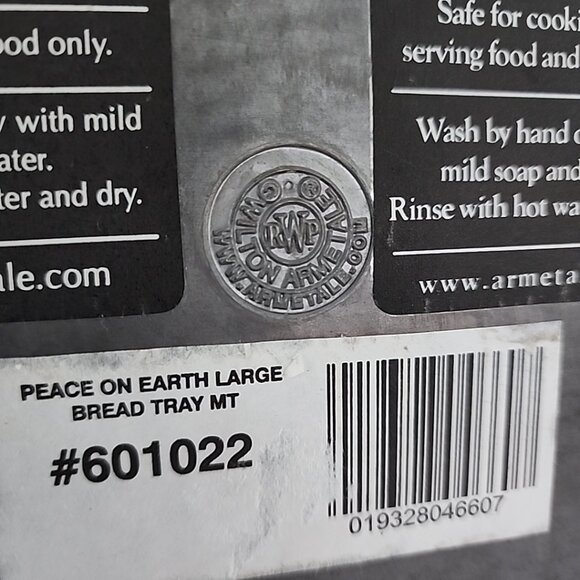 ood only.
y with mild
ater.
ter and dry.
ale.com
Safe for cooki
serving food and
Wash by hand
mild soap and
Rinse with hot wa
www.armeta
© WILTON ARMETALE ®
RWP
WWW.ARMETALE.COM
PEACE ON EARTH LARGE
BREAD TRAY MT
#601022
019328046607